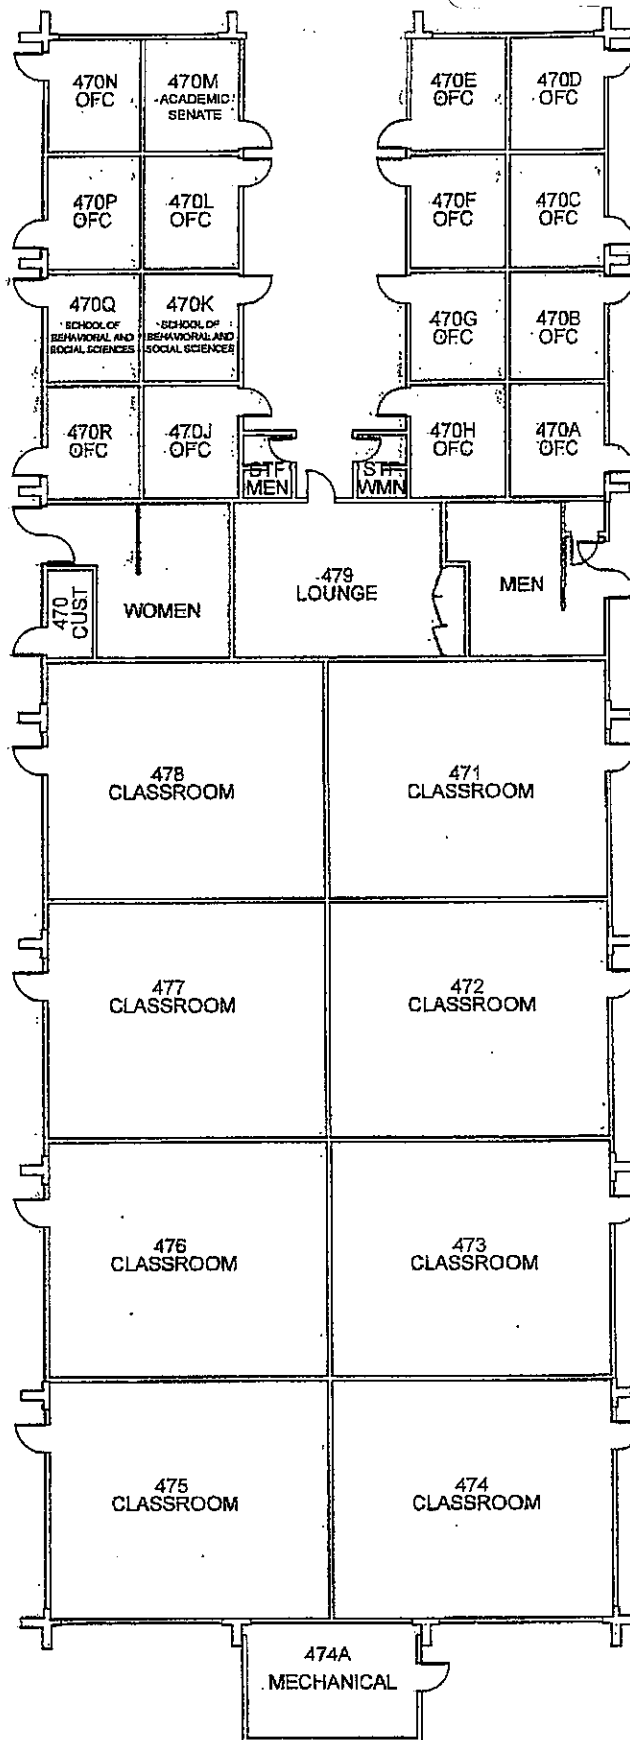 470N
OFC
470M
ACADEMIC
SENATE
470E
OFC
470D
OFC
470P
OFC
470L
OFC
470F
OFC
470C
OFC
470Q
SCHOOL OF
BEHAVIORAL AND
SOCIAL SCIENCES
470K
SCHOOL OF
BEHAVIORAL AND
SOCIAL SCIENCES
470G
OFC
470B
OFC
470R
OFC
470J
OFC
470H
OFC
470A
OFC
STF
MEN
STF
WMN
470
CUST
WOMEN
479
LOUNGE
MEN
478
CLASSROOM
471
CLASSROOM
477
CLASSROOM
472
CLASSROOM
476
CLASSROOM
473
CLASSROOM
475
CLASSROOM
474
CLASSROOM
474A
MECHANICAL